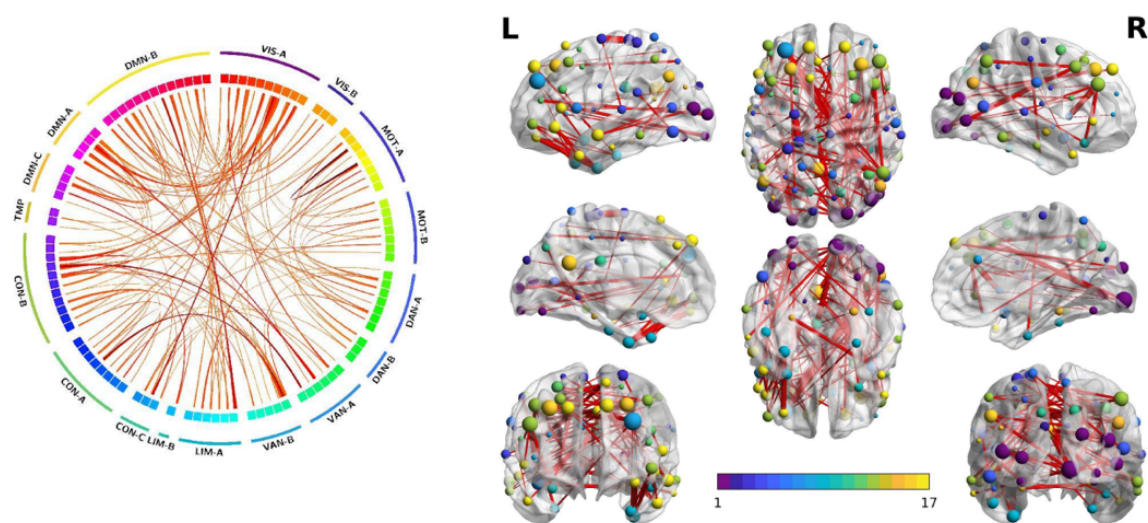 DMN-B
VIS-A
VIS-B
MOT-A
MOT-B
DAN-A
DAN-B
VAN-A
VAN-B
LIM-A
LIM-B
CON-C
CON-A
CON-B
TMP
DMN-C
DMN-A
L
R
1
17